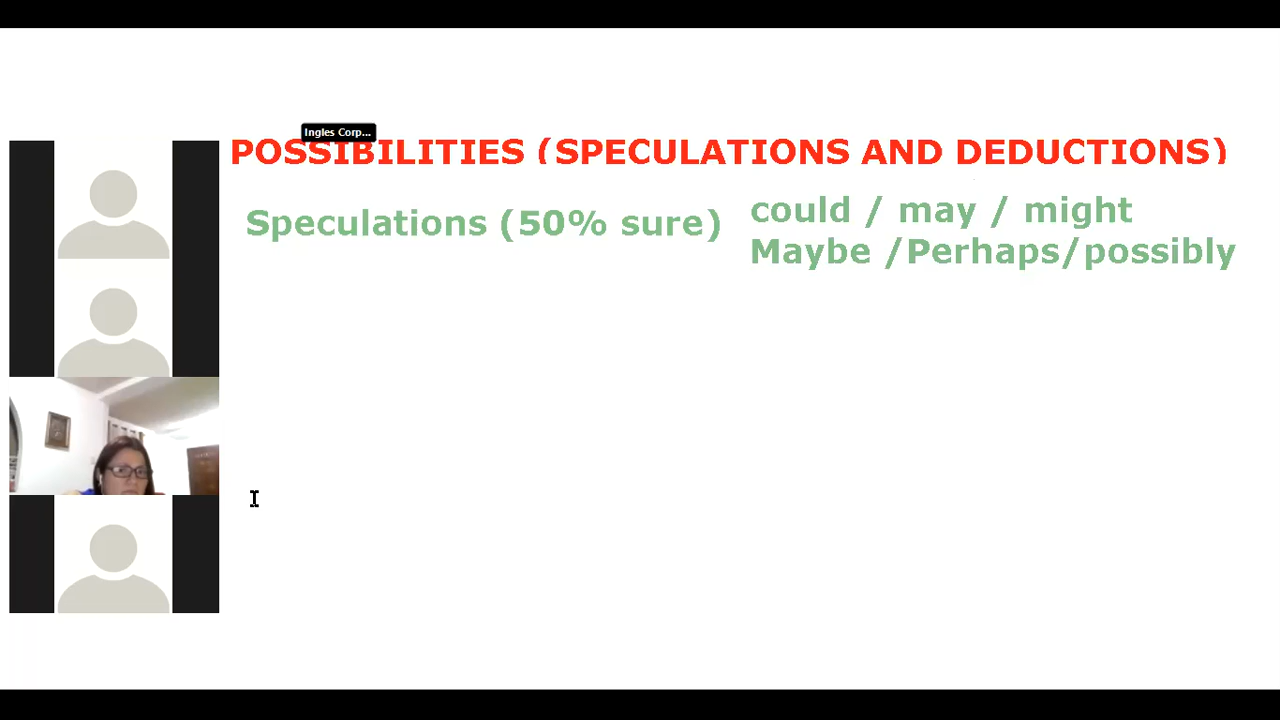 Ingles Corp...
POSSIBILITIES (SPECULATIONS AND DEDUCTIONS)
Speculations (50% sure)
could / may / might
Maybe /Perhaps/possibly